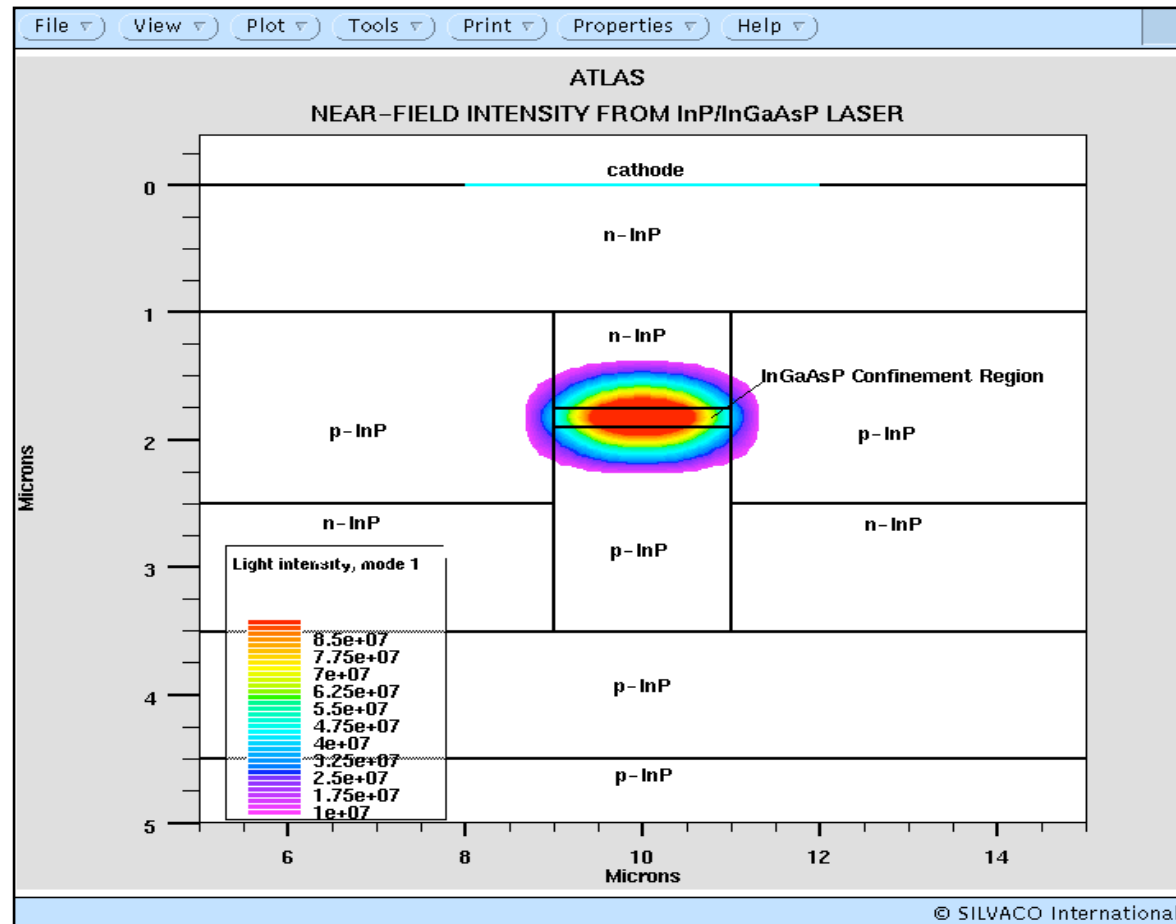 File View Plot Tools Print Properties Help
ATLAS
NEAR-FIELD INTENSITY FROM InP/InGaAsP LASER
cathode
0
n-InP
1
n-InP
InGaAsP Confinement Region
p-InP
p-InP
2
Microns
n-InP
n-InP
p-InP
3
Light intensity, mode 1
8.5e+07
7.75e+07
7e+07
6.25e+07
5.5e+07
4.75e+07
4e+07
3.25e+07
2.5e+07
1.75e+07
1e+07
p-InP
4
p-InP
5
6 8 10 12 14
Microns
© SILVACO Internationa